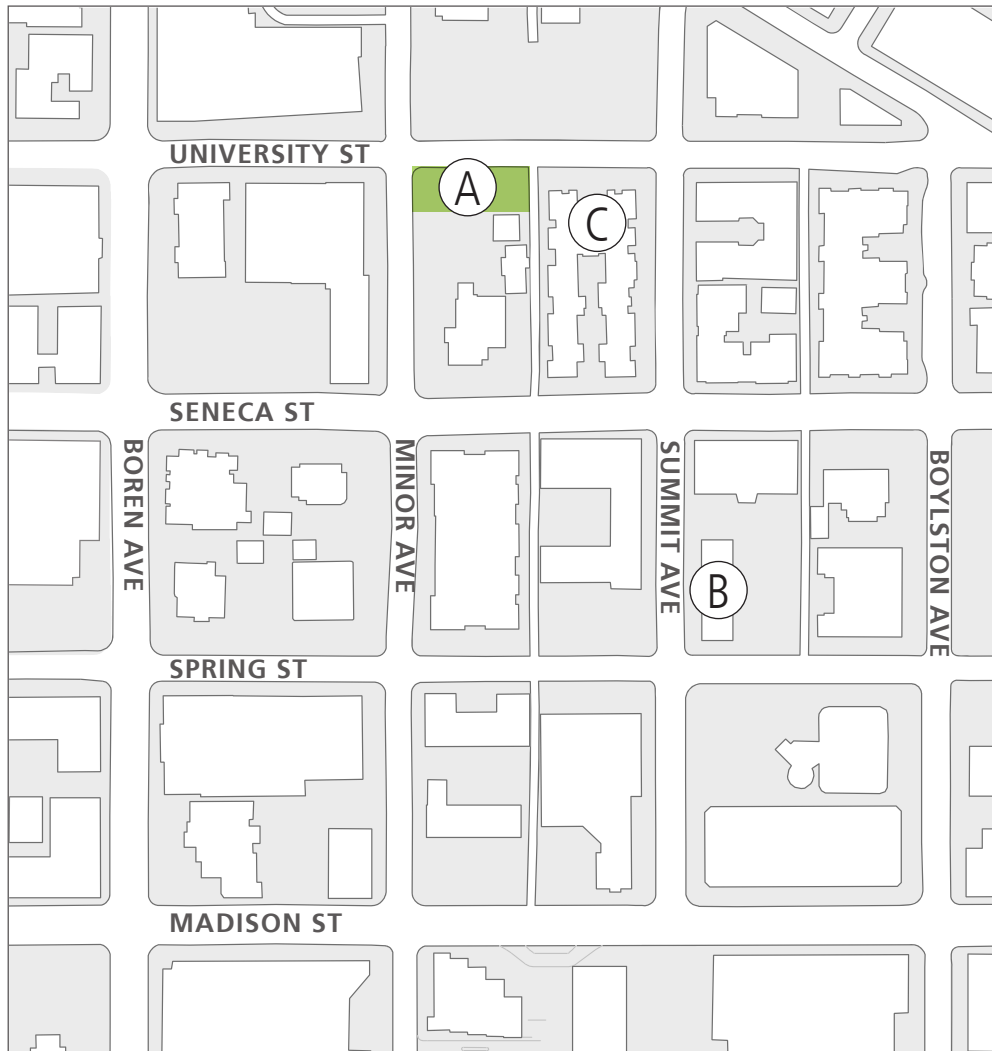 UNIVERSITY ST
A
C
SENECA ST
BOREN AVE
MINOR AVE
SUMMIT AVE
BOYLSTON AVE
B
SPRING ST
MADISON ST